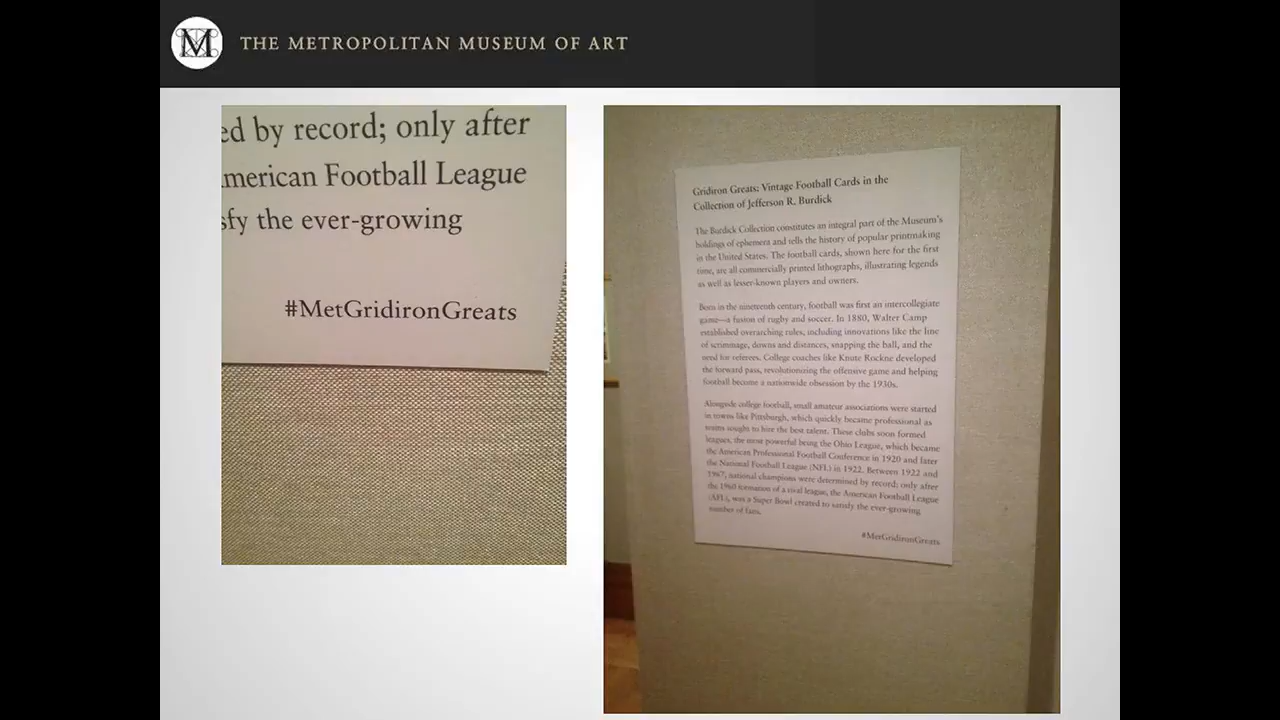 M
THE METROPOLITAN MUSEUM OF ART
ed by record; only after
merican Football League
sfy the ever-growing
#MetGridironGreats
Gridiron Greats: Vintage Football Cards in the
Collection of Jefferson R. Burdick
The Burdick Collection constitutes an integral part of the Museum's
holdings of ephemera and tells the history of popular printmaking
in the United States. The football cards, shown here for the first
time, are all commercially printed lithographs, illustrating legends
as well as lesser-known players and owners.
Born in the nineteenth century, football was first an intercollegiate
game—a fusion of rugby and soccer. In 1880, Walter Camp
established overarching rules, including innovations like the line
of scrimmage, downs and distances, snapping the ball, and the
need for referees. College coaches like Knute Rockne developed
the forward pass, revolutionizing the offensive game and helping
football become a nationwide obsession by the 1930s.
Alongside college football, small amateur associations were started
in towns like Pittsburgh, which quickly became professional as
teams sought to hire the best talent. These clubs soon formed
leagues, the most powerful being the Ohio League, which became
the American Professional Football Conference in 1920 and later
the National Football League (NFL) in 1922. Between 1922 and
1967, national champions were determined by record; only after
the 1960 formation of a rival league, the American Football League
(AFL), was a Super Bowl created to satisfy the ever-growing
number of fans.
#MetGridironGreats